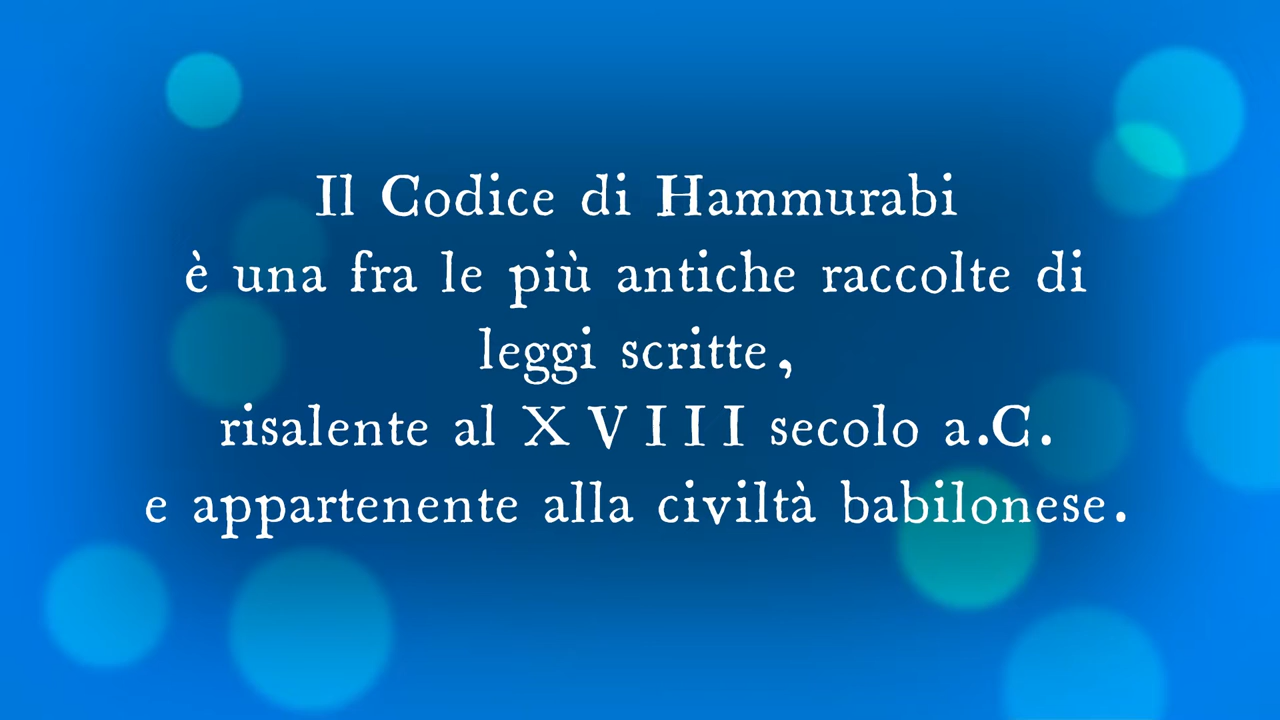 Il Codice di Hammurabi
è una fra le più antiche raccolte di
leggi scritte,
risalente al XVIII secolo a.C.
e appartenente alla civiltà babilonese.